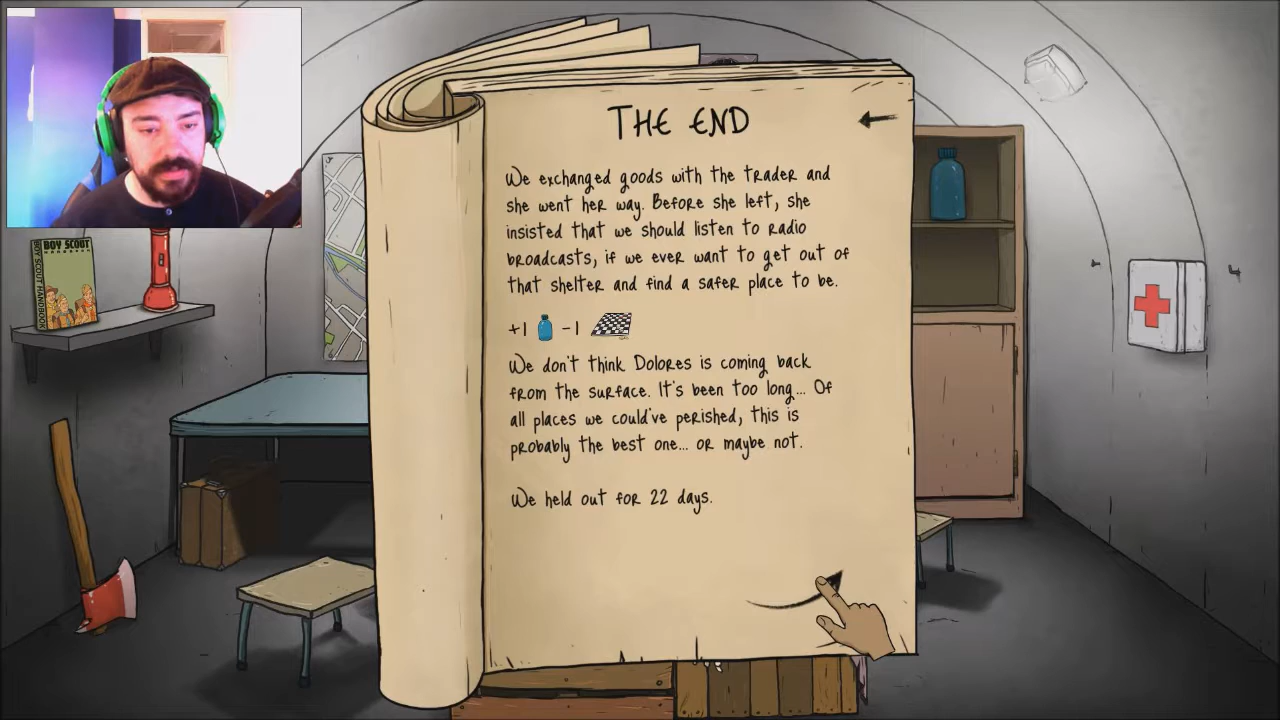 THE END
We exchanged goods with the trader and
she went her way. Before she left, she
insisted that we should listen to radio
broadcasts, if we ever want to get out of
that shelter and find a safer place to be.
+1 -1
We don't think Dolores is coming back
from the surface. It's been too long... Of
all places we could've perished, this is
probably the best one... or maybe not.
We held out for 22 days.
BOY SCOUT
HANDBOOK
BOY SCOUT HANDBOOK